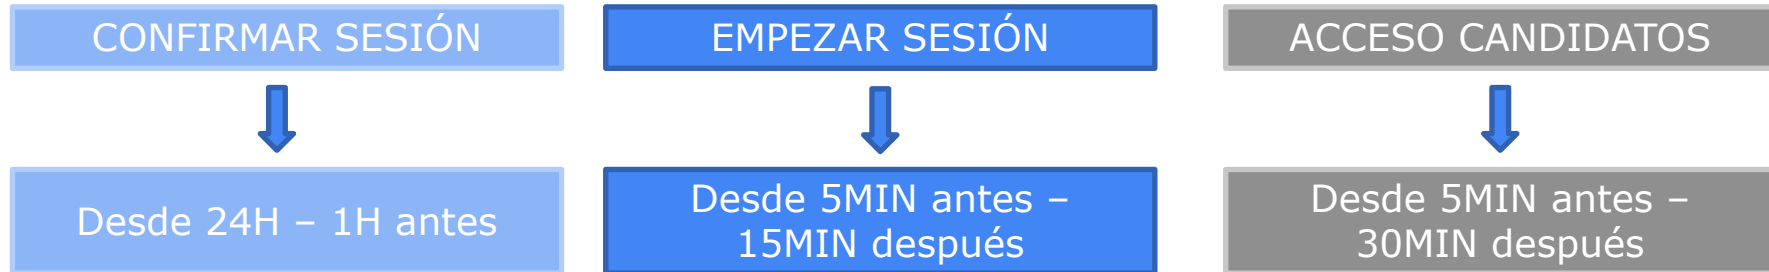 CONFIRMAR SESIÓN
EMPEZAR SESIÓN
ACCESO CANDIDATOS
Desde 24H – 1H antes
Desde 5MIN antes –
15MIN después
Desde 5MIN antes –
30MIN después